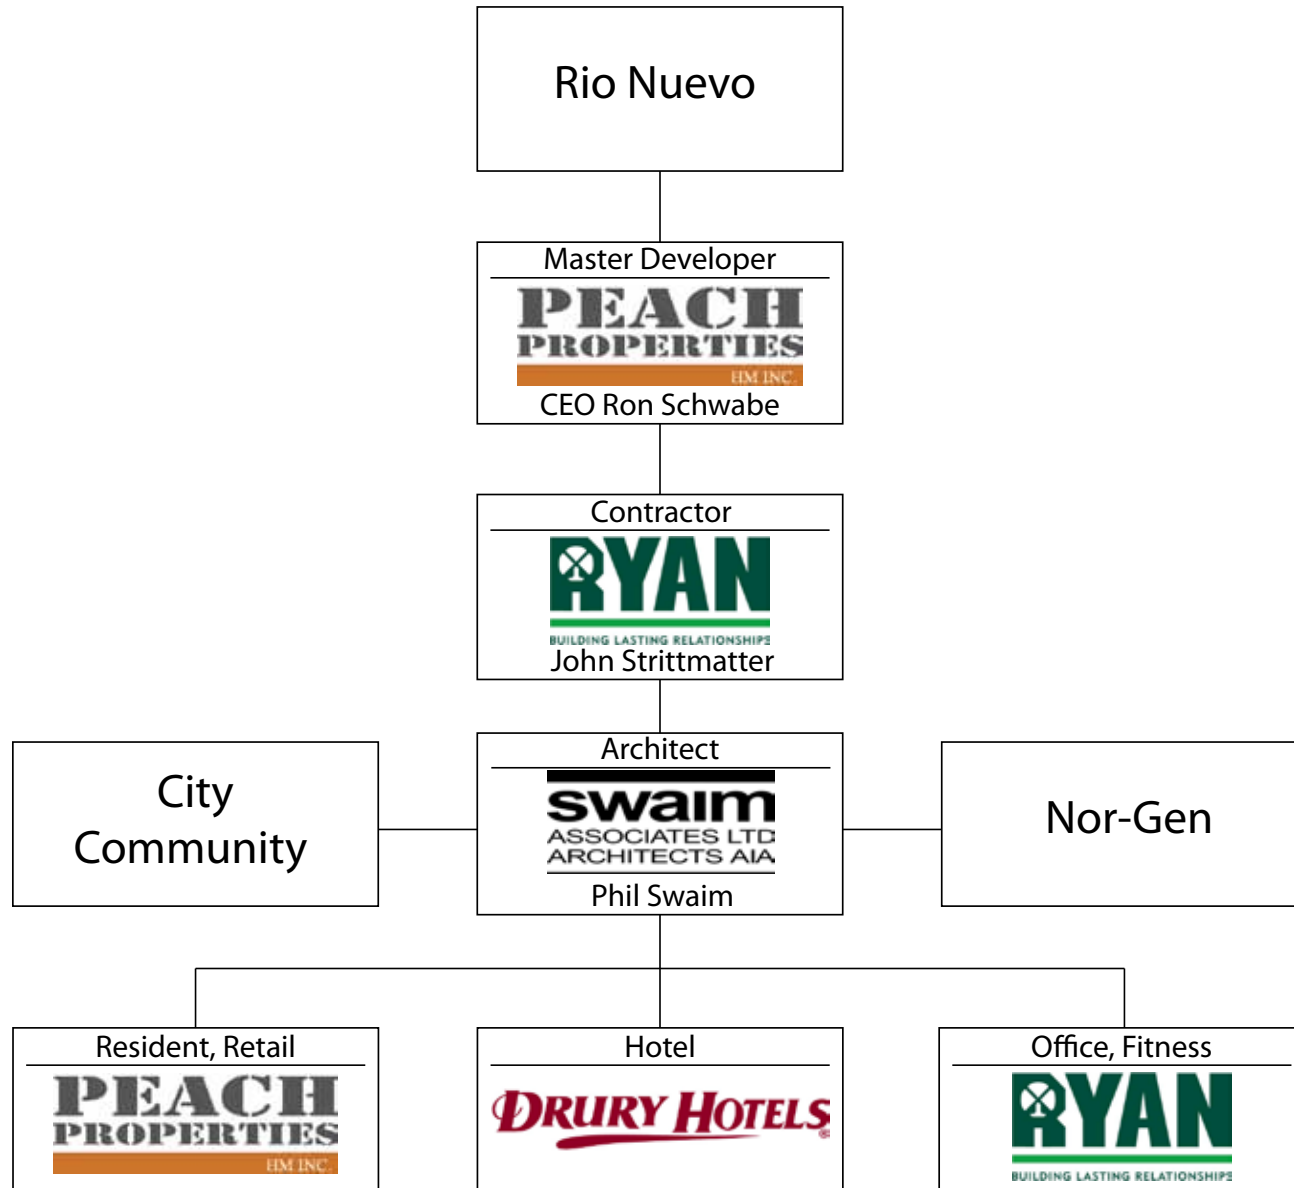 Rio Nuevo
Master Developer
PEACH
PROPERTIES
HM INC.
CEO Ron Schwabe
Contractor
RYAN
BUILDING LASTING RELATIONSHIPS
John Strittmatter
City
Community
Architect
swaim
ASSOCIATES LTD
ARCHITECTS AIA
Phil Swaim
Nor-Gen
Resident, Retail
PEACH
PROPERTIES
HM INC.
Hotel
DRURY HOTELS®
Office, Fitness
RYAN
BUILDING LASTING RELATIONSHIPS